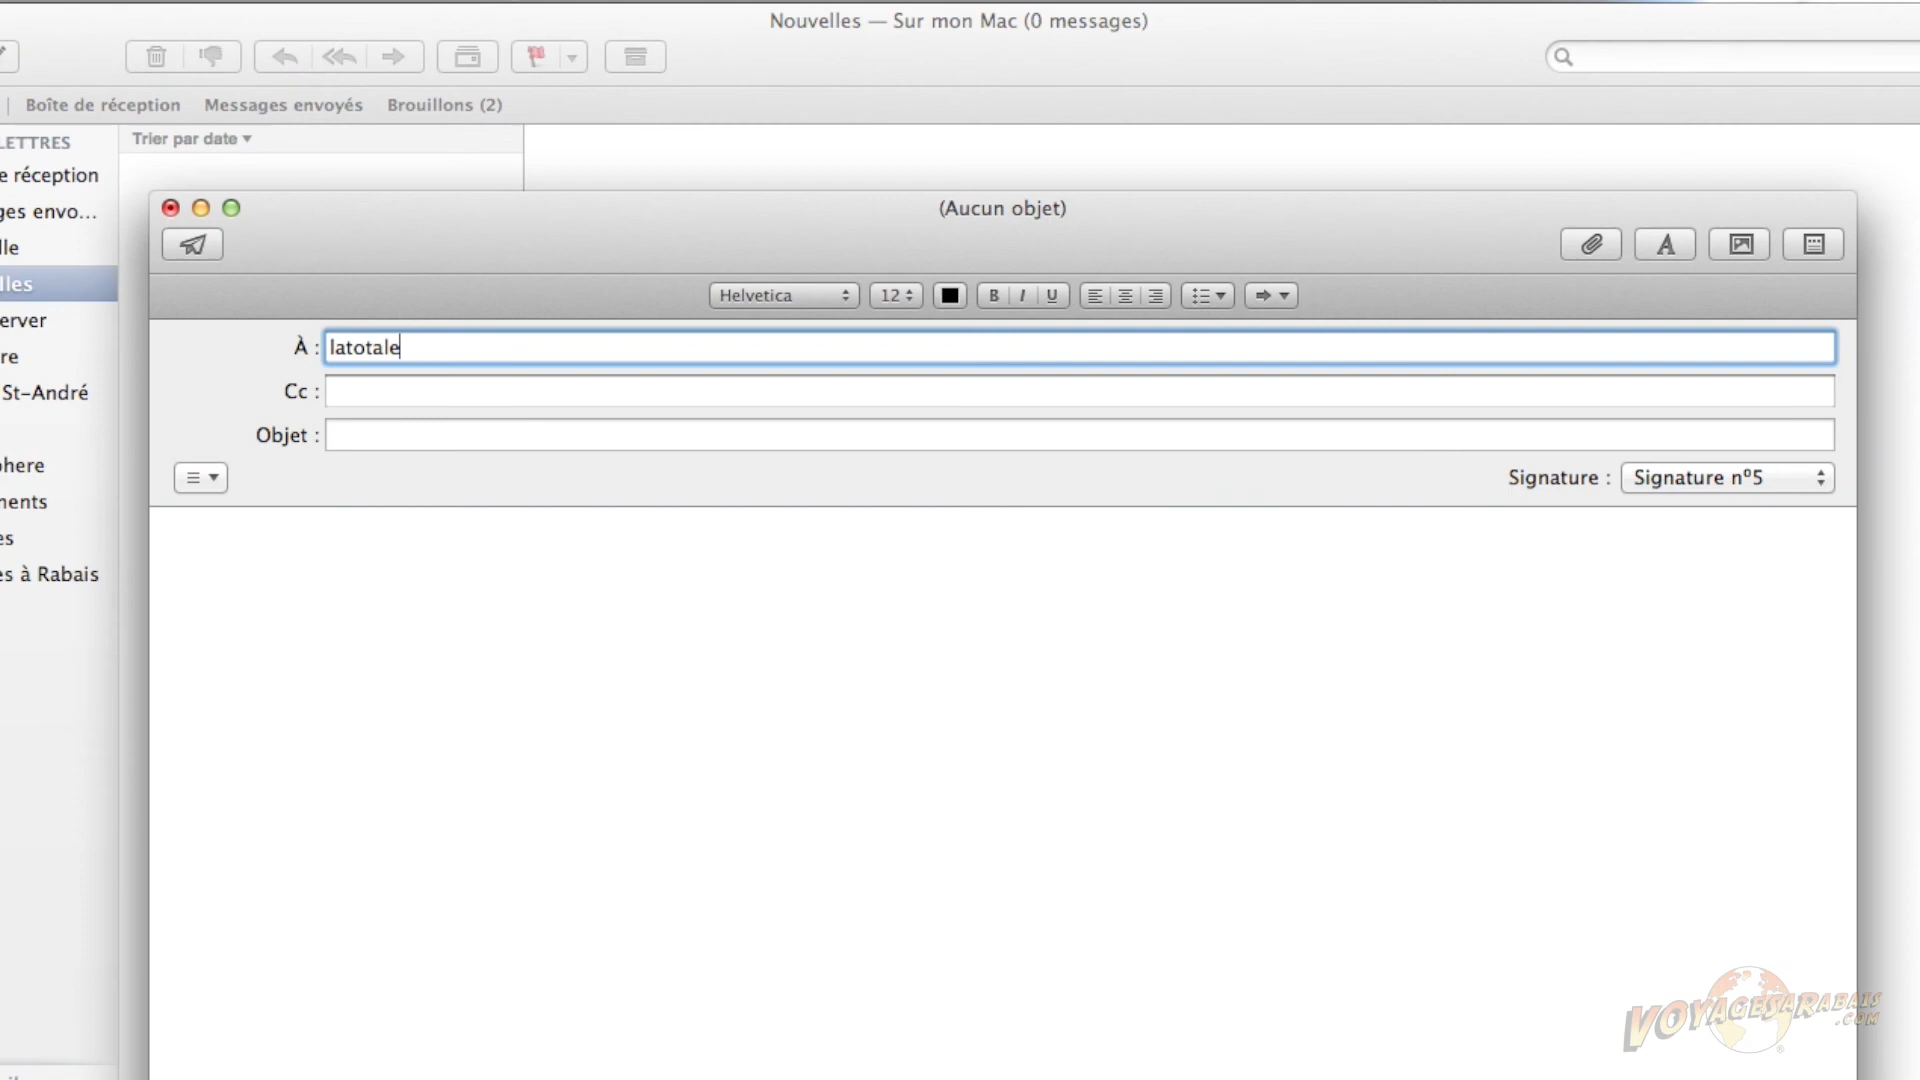 Nouvelles — Sur mon Mac (0 messages)
Boîte de réception Messages envoyés Brouillons (2)
LETTRES
Trier par date
e réception
ges envo...
lle
lles
erver
re
St-André
here
ments
es
es à Rabais
(Aucun objet)
Helvetica 12 B I U
À : latotale
Cc :
Objet :
Signature : Signature nº5
VOYAGESARABAIS
.COM